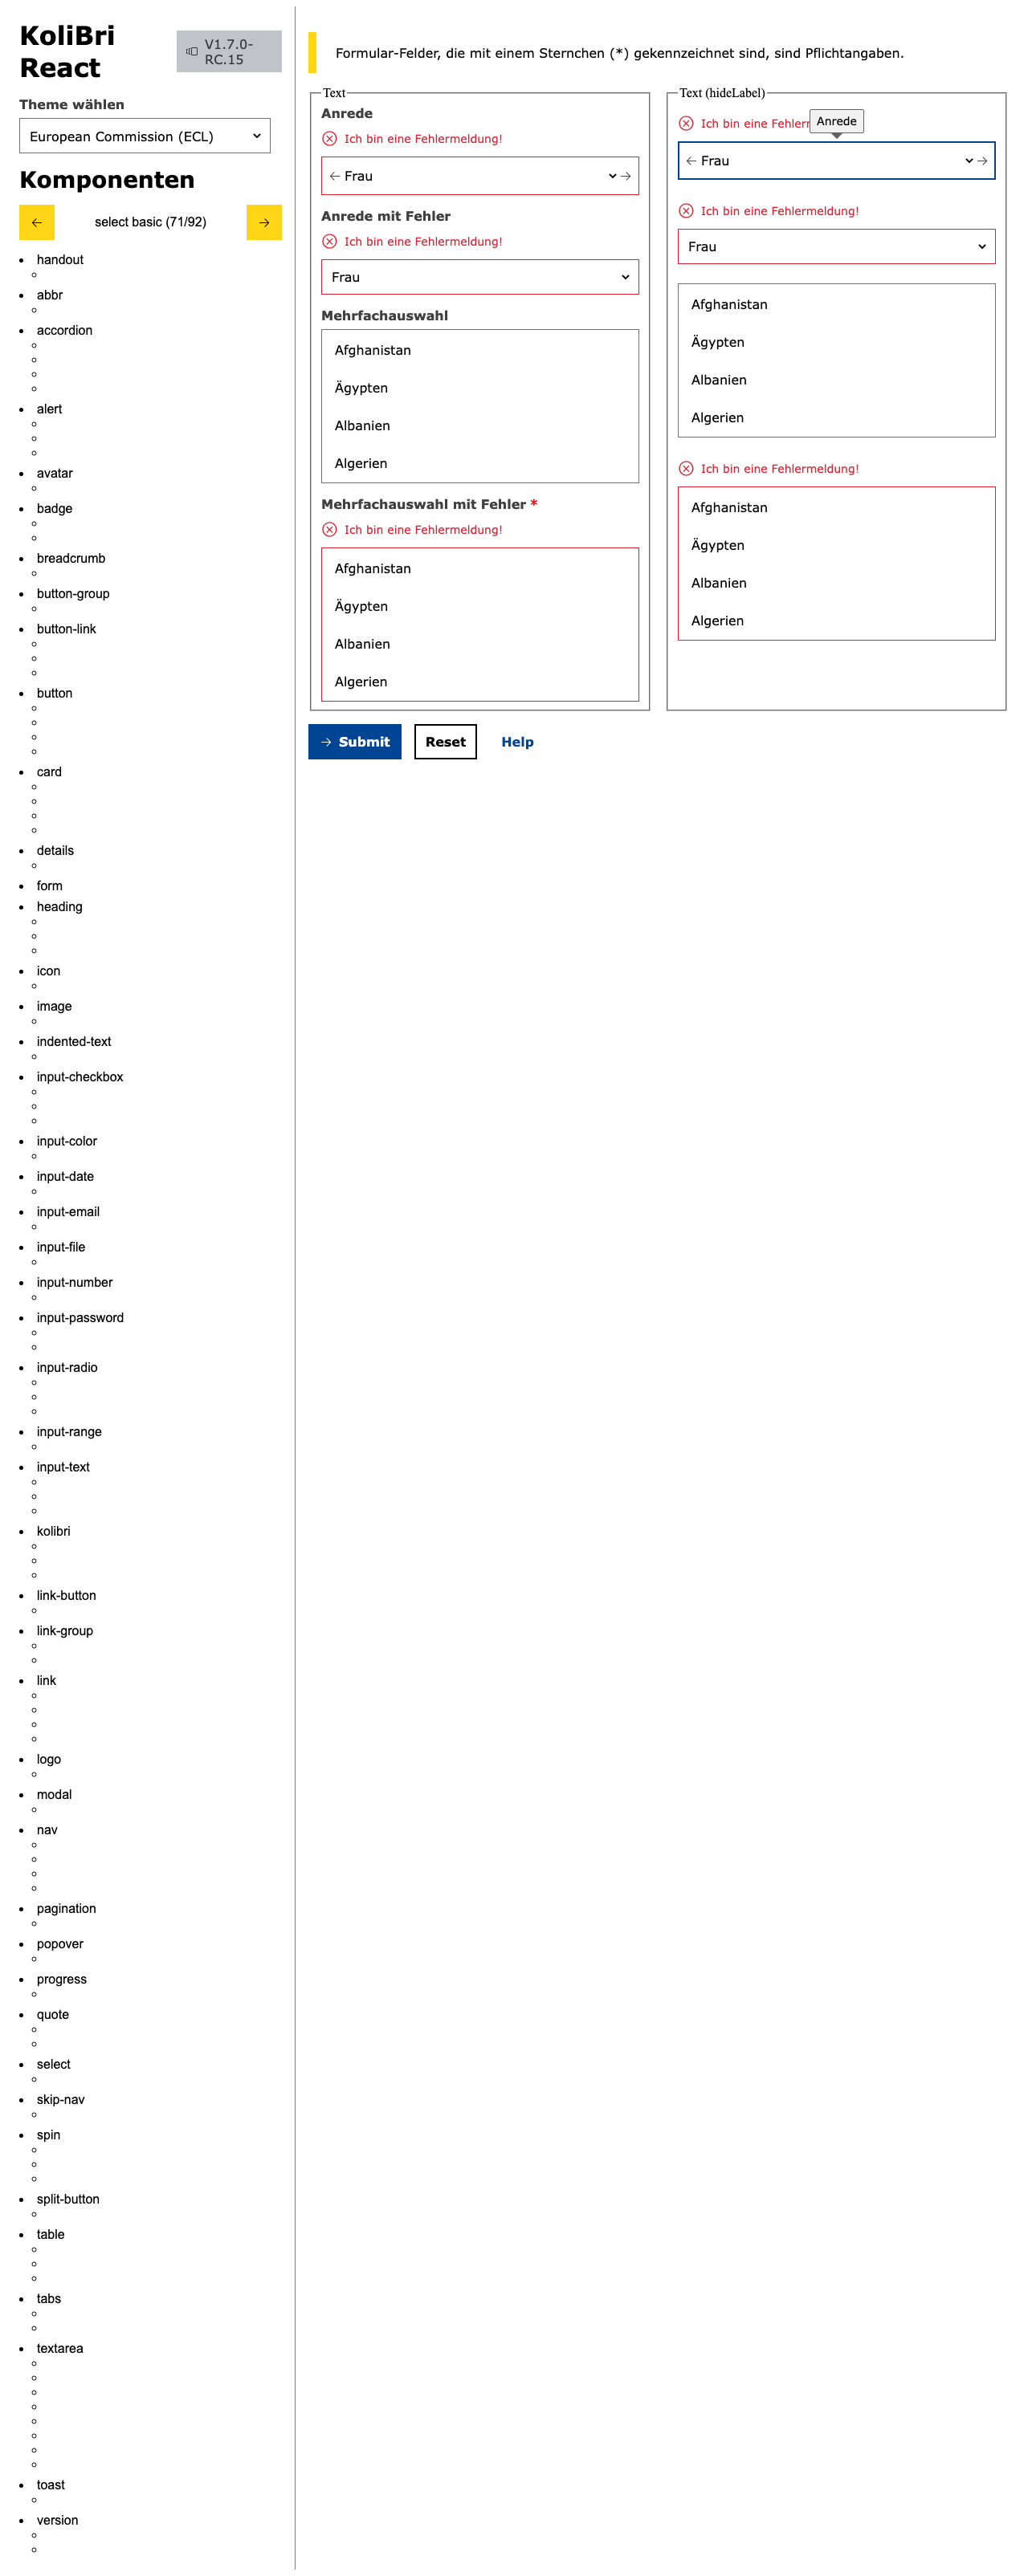 KoliBri
React
V1.7.0-
RC.15
Theme wählen
European Commission (ECL)
Komponenten
select basic (71/92)
handout
abbr
accordion
alert
avatar
badge
breadcrumb
button-group
button-link
button
card
details
form
heading
icon
image
indented-text
input-checkbox
input-color
input-date
input-email
input-file
input-number
input-password
input-radio
input-range
input-text
kolibri
link-button
link-group
link
logo
modal
nav
pagination
popover
progress
quote
select
skip-nav
spin
split-button
table
tabs
textarea
toast
version
Formular-Felder, die mit einem Sternchen (*) gekennzeichnet sind, sind Pflichtangaben.
Text
Anrede
Ich bin eine Fehlermeldung!
Frau
Anrede mit Fehler
Ich bin eine Fehlermeldung!
Frau
Mehrfachauswahl
Afghanistan
Ägypten
Albanien
Algerien
Mehrfachauswahl mit Fehler *
Ich bin eine Fehlermeldung!
Afghanistan
Ägypten
Albanien
Algerien
Text (hideLabel)
Ich bin eine Fehler
Anrede
Frau
Ich bin eine Fehlermeldung!
Frau
Afghanistan
Ägypten
Albanien
Algerien
Ich bin eine Fehlermeldung!
Afghanistan
Ägypten
Albanien
Algerien
Submit
Reset
Help